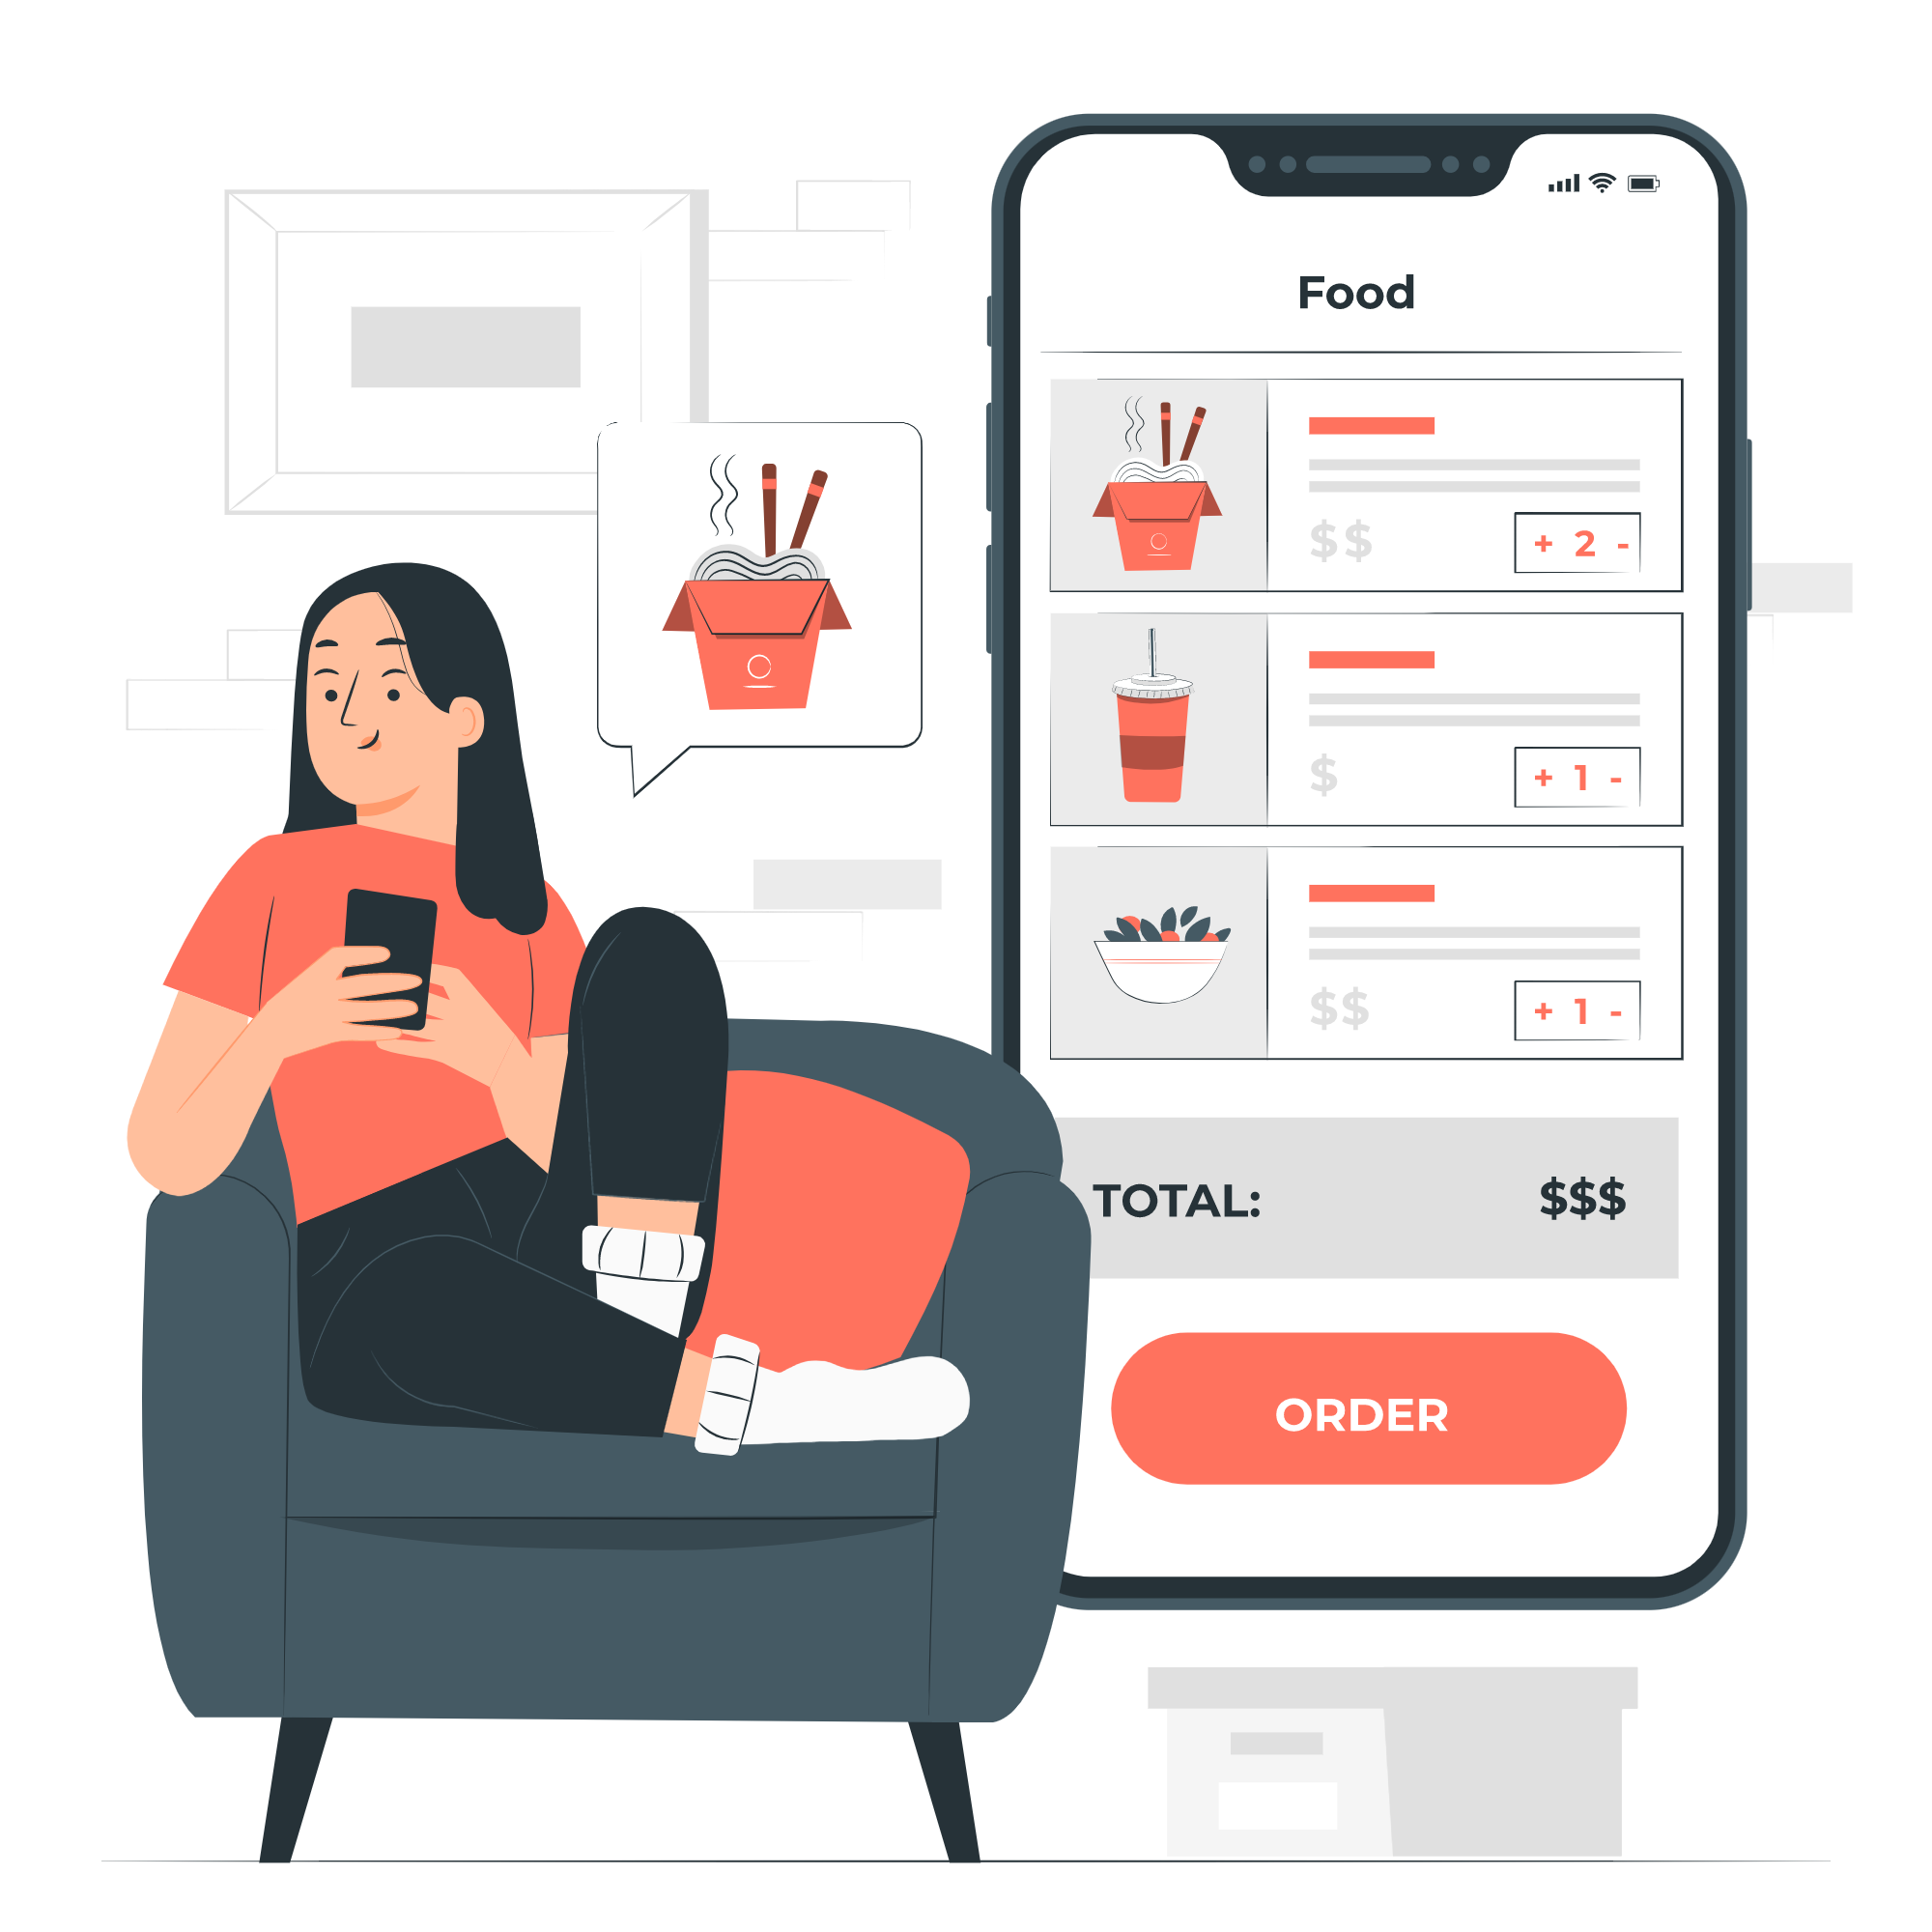 Food
$$
+ 2 -
$
+ 1 -
$$
+ 1 -
TOTAL: $$$
ORDER